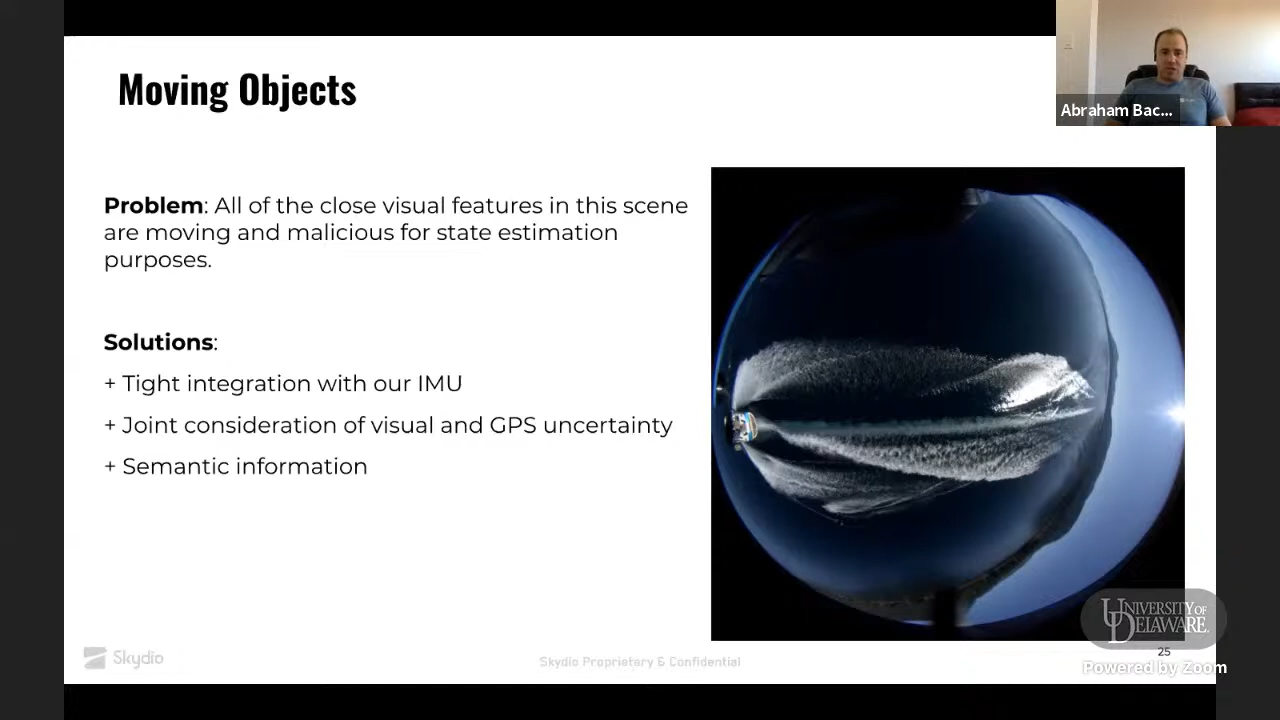 Moving Objects
Abraham Bac...
Problem: All of the close visual features in this scene
are moving and malicious for state estimation
purposes.
Solutions:
+ Tight integration with our IMU
+ Joint consideration of visual and GPS uncertainty
+ Semantic information
Skydio
Skydio Proprietary & Confidential
UNIVERSITY OF
DELAWARE.
25
Powered by Zoom